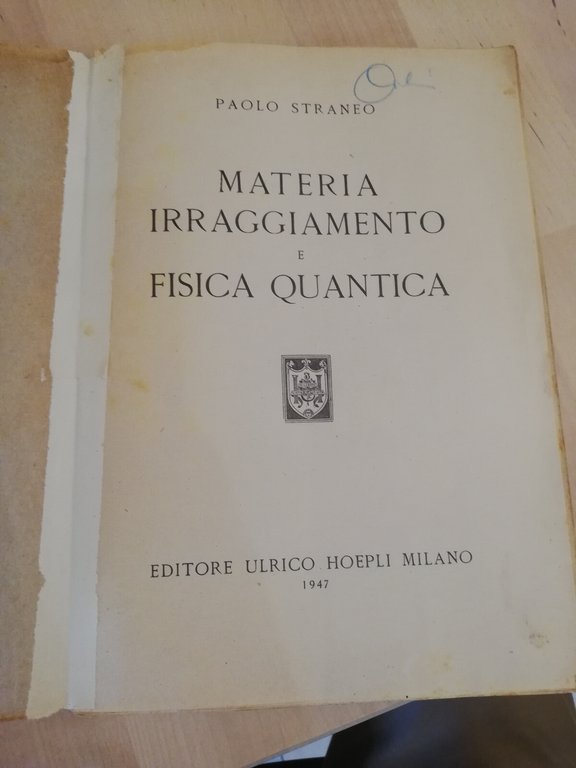 PAOLO STRANEO
MATERIA
IRRAGGIAMENTO
E
FISICA QUANTICA
EDITORE ULRICO HOEPLI MILANO
1947